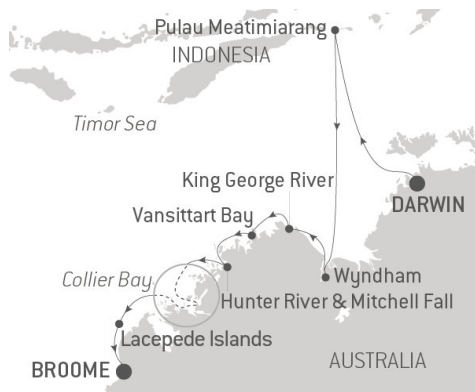 Pulau Meatimiarang
INDONESIA
Timor Sea
King George River
DARWIN
Vansittart Bay
Collier Bay
Wyndham
Hunter River & Mitchell Fall
Lacepede Islands
AUSTRALIA
BROOME